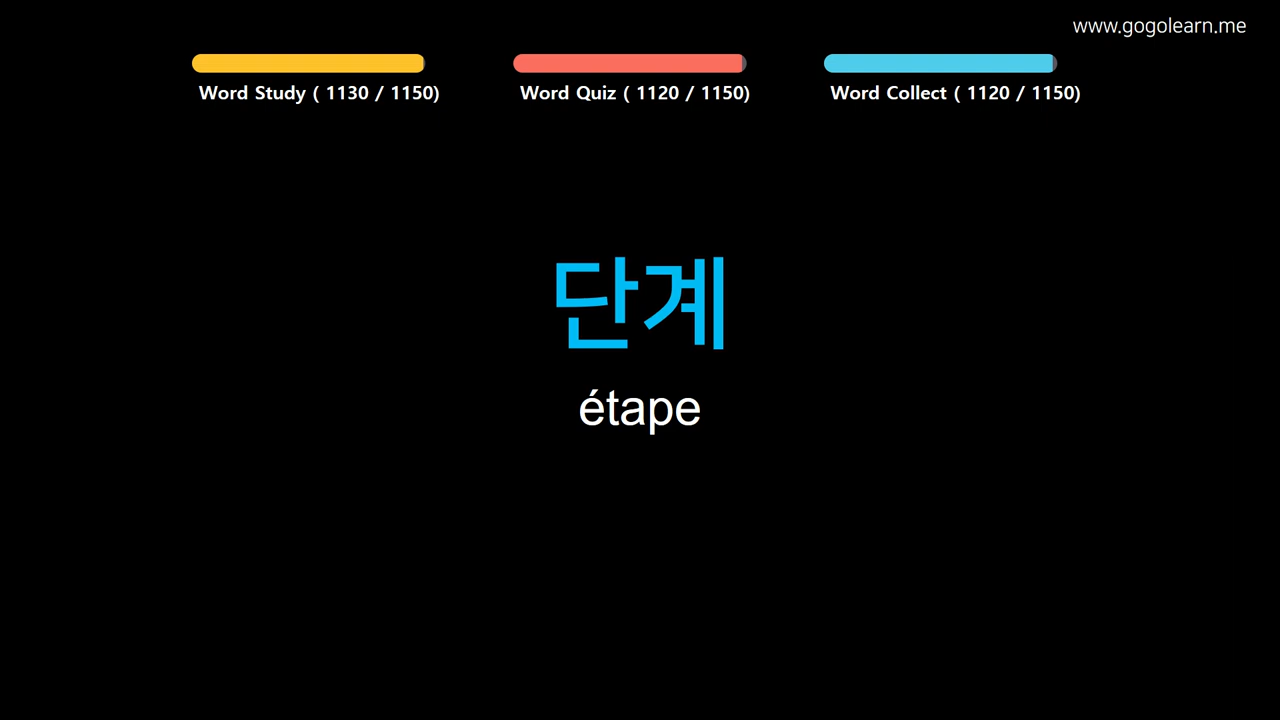 www.gogolearn.me
Word Study ( 1130 / 1150)
Word Quiz ( 1120 / 1150)
Word Collect ( 1120 / 1150)
단계
étape